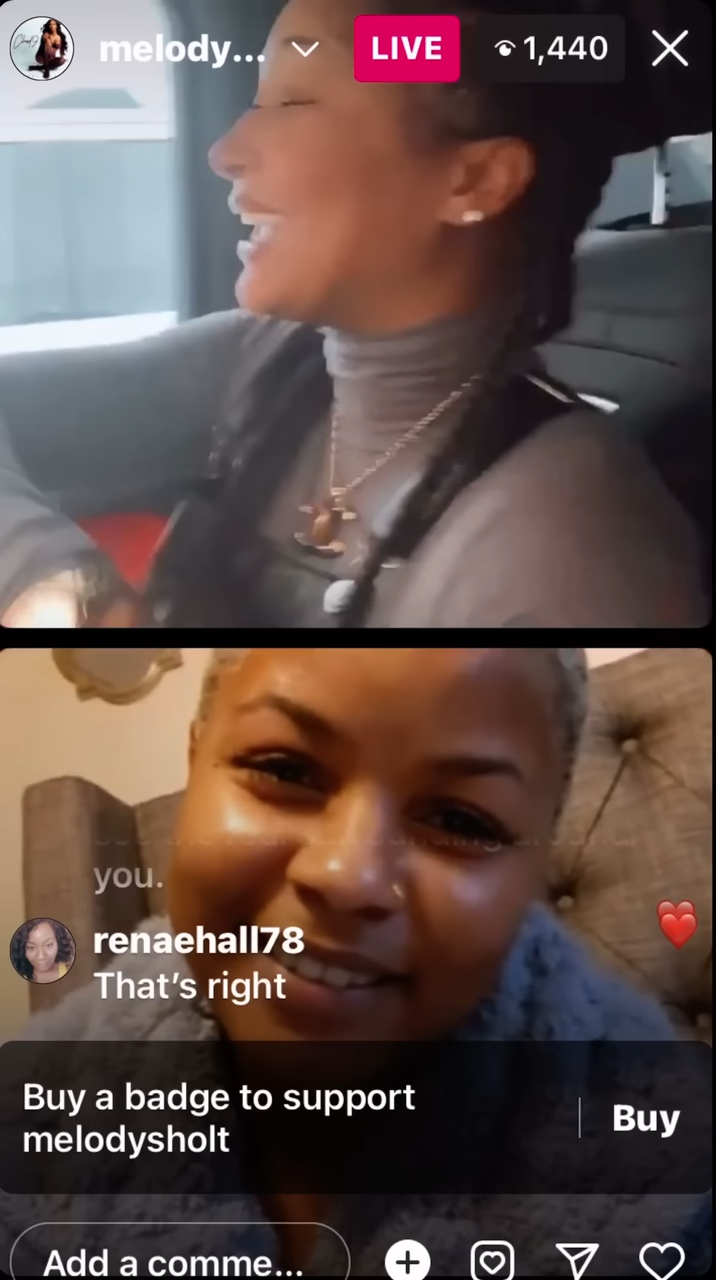 melody...
LIVE
1,440
you.
renaehall78
That’s right
Buy a badge to support
melodysholt
Buy
Add a comme...